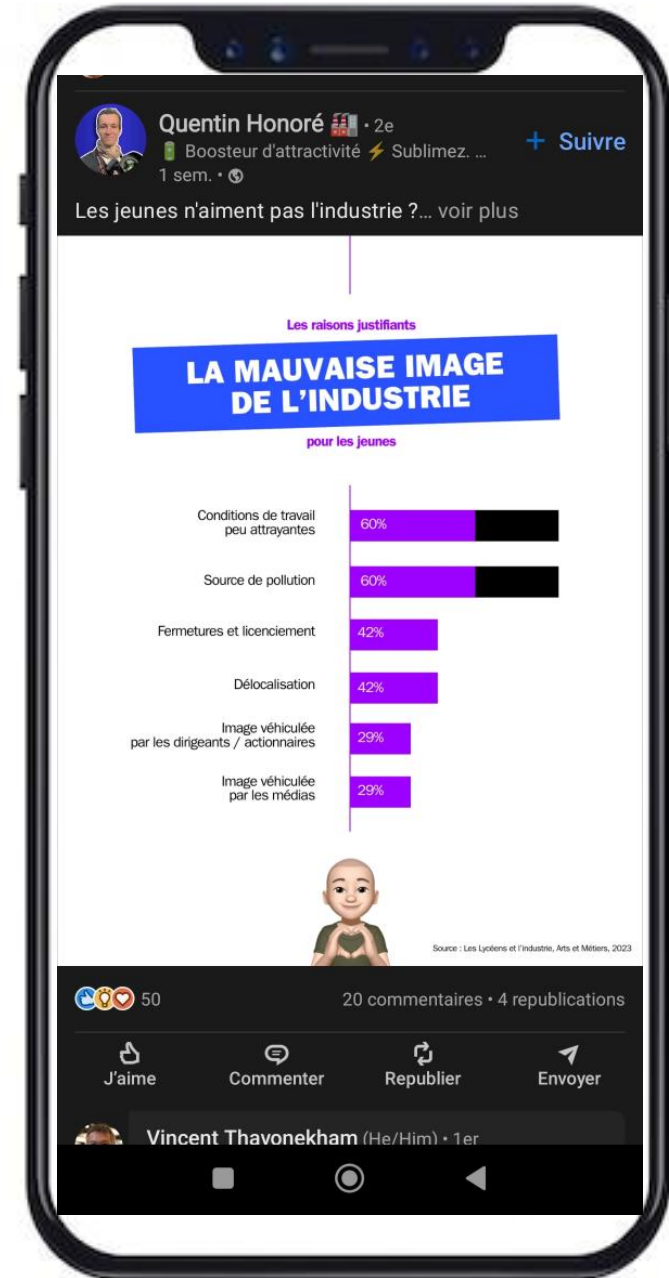 Quentin Honoré 🏭 • 2e
🔋 Boosteur d'attractivité ⚡ Sublimez. ...
+ Suivre
1 sem. •
Les jeunes n'aiment pas l'industrie ?... voir plus
Les raisons justifiants
LA MAUVAISE IMAGE
DE L'INDUSTRIE
pour les jeunes
Conditions de travail
peu attrayantes
60%
Source de pollution
60%
Fermetures et licenciement
42%
Délocalisation
42%
Image véhiculée
par les dirigeants / actionnaires
29%
Image véhiculée
par les médias
29%
Source : Les Lycéens et l'industrie, Arts et Métiers, 2023
50
20 commentaires • 4 republications
J'aime
Commenter
Republier
Envoyer
Vincent Thavonekham (He/Him) • 1er